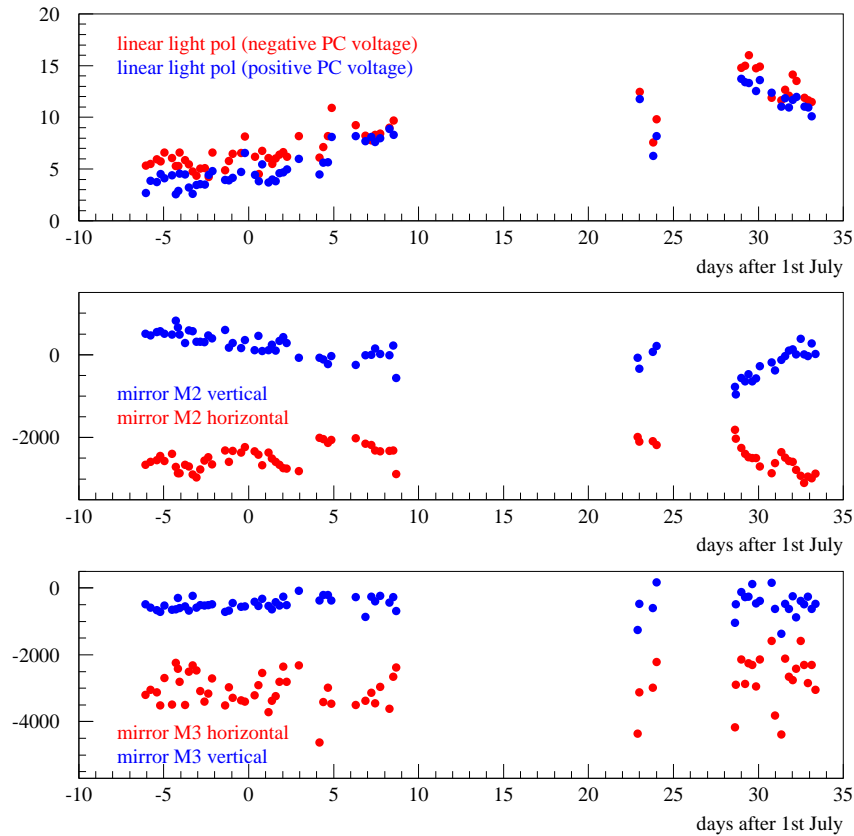 20
15
10
5
0
linear light pol (negative PC voltage)
linear light pol (positive PC voltage)
-10 -5 0 5 10 15 20 25 30 35
days after 1st July
0
-2000
mirror M2 vertical
mirror M2 horizontal
-10 -5 0 5 10 15 20 25 30 35
days after 1st July
0
-2000
-4000
mirror M3 horizontal
mirror M3 vertical
-10 -5 0 5 10 15 20 25 30 35
days after 1st July